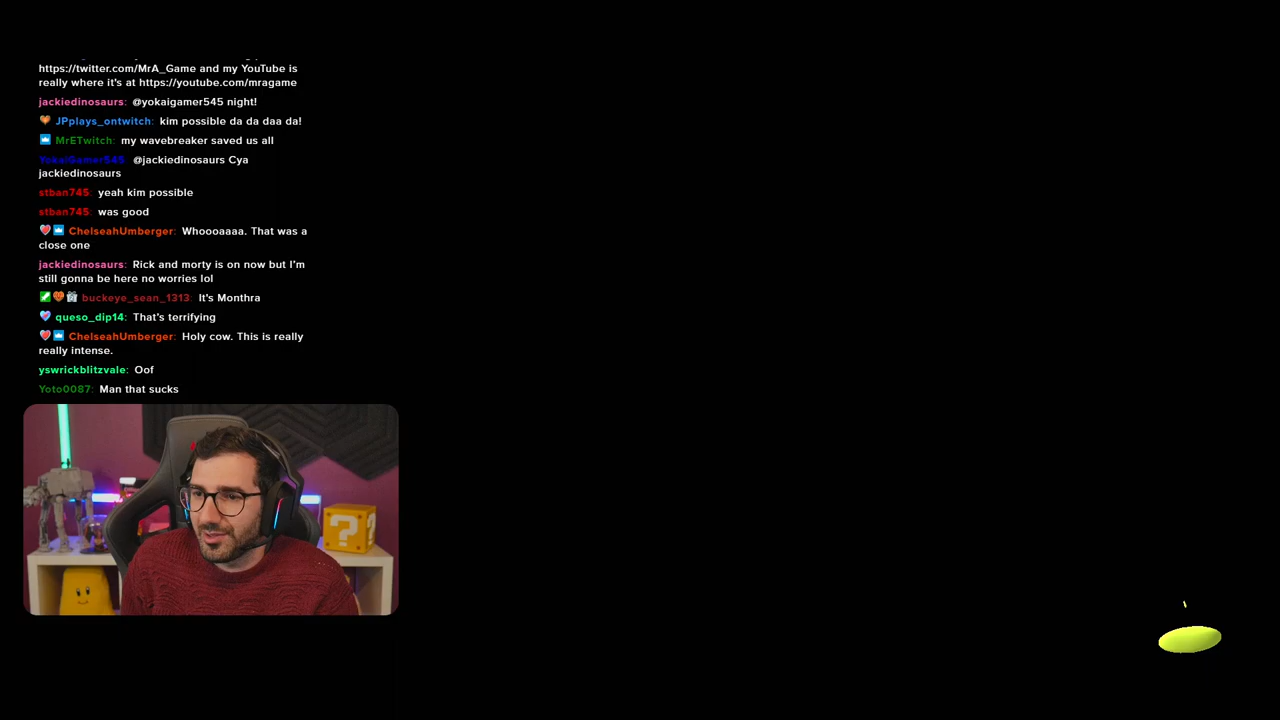 https://twitter.com/MrA_Game and my YouTube is
really where it's at https://youtube.com/mragame
jackiedinosaurs: @yokaigamer545 night!
JPplays_ontwitch: kim possible da da daa da!
MrETwitch: my wavebreaker saved us all
YokaiGamer545: @jackiedinosaurs Cya
jackiedinosaurs
stban745: yeah kim possible
stban745: was good
ChelseahUmberger: Whoooaaaa. That was a
close one
jackiedinosaurs: Rick and morty is on now but I'm
still gonna be here no worries lol
buckeye_sean_1313: It's Monthra
queso_dip14: That's terrifying
ChelseahUmberger: Holy cow. This is really
really intense.
yswrickblitzvale: Oof
Yoto0087: Man that sucks
?
?